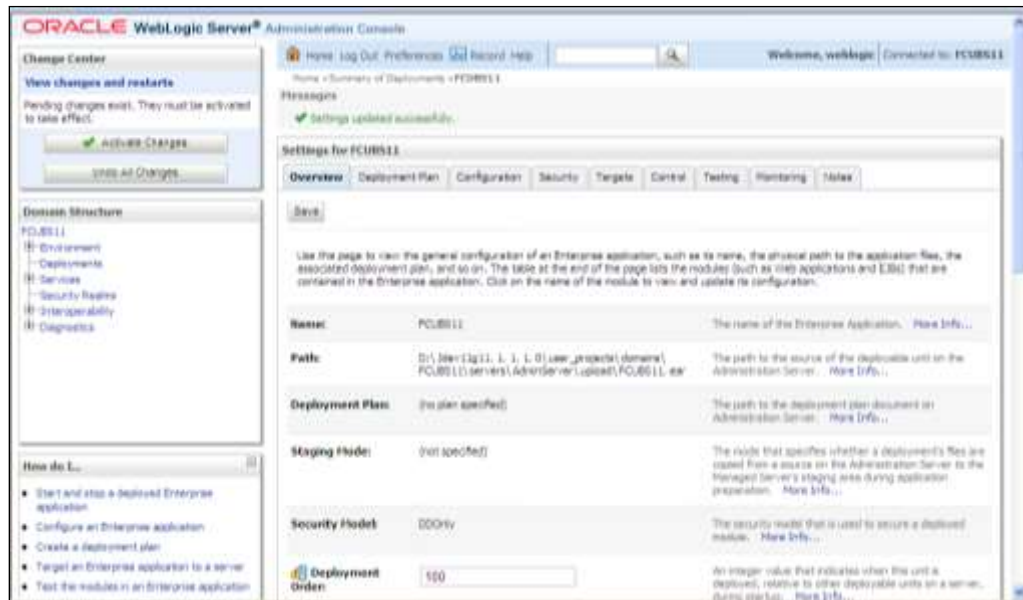 ORACLE WebLogic Server® Administration Console
Change Center
View changes and restarts
Pending changes exist. They must be activated
to take effect.
Activate Changes
Undo All Changes
Domain Structure
FCUBS11
Environment
Deployments
Services
Security Realms
Interoperability
Diagnostics
How do I...
Start and stop a deployed Enterprise
application
Configure an Enterprise application
Create a deployment plan
Target an Enterprise application to a server
Test the modules in an Enterprise application
Home Log Out Preferences Record Help
Welcome, weblogic Connected to: FCUBS11
Home >Summary of Deployments >FCUBS11
Messages
Settings updated successfully.
Settings for FCUBS11
Overview Deployment Plan Configuration Security Targets Control Testing Monitoring Notes
Save
Use this page to view the general configuration of an Enterprise application, such as its name, the physical path to the application files, the
associated deployment plan, and so on. The table at the end of the page lists the modules (such as Web applications and EJBs) that are
contained in the Enterprise application. Click on the name of the module to view and update its configuration.
Name: FCUBS11 The name of the Enterprise Application. More Info...
Path: D:\Jdev11g11. 1. 1. 1. 0\user_projects\domains\ The path to the source of the deployable unit on the
FCUBS11\servers\AdminServer\upload\FCUBS11. ear Administration Server. More Info...
Deployment Plan: (no plan specified) The path to the deployment plan document on
Administration Server. More Info...
Staging Mode: (not specified) The mode that specifies whether a deployment's files are
copied from a source on the Administration Server to the
Managed Server's staging area during application
preparation. More Info...
Security Model: DDOnly The security model that is used to secure a deployed
module. More Info...
Deployment 100 An integer value that indicates when this unit is
Order: deployed, relative to other deployable units on a server,
during startup. More Info...